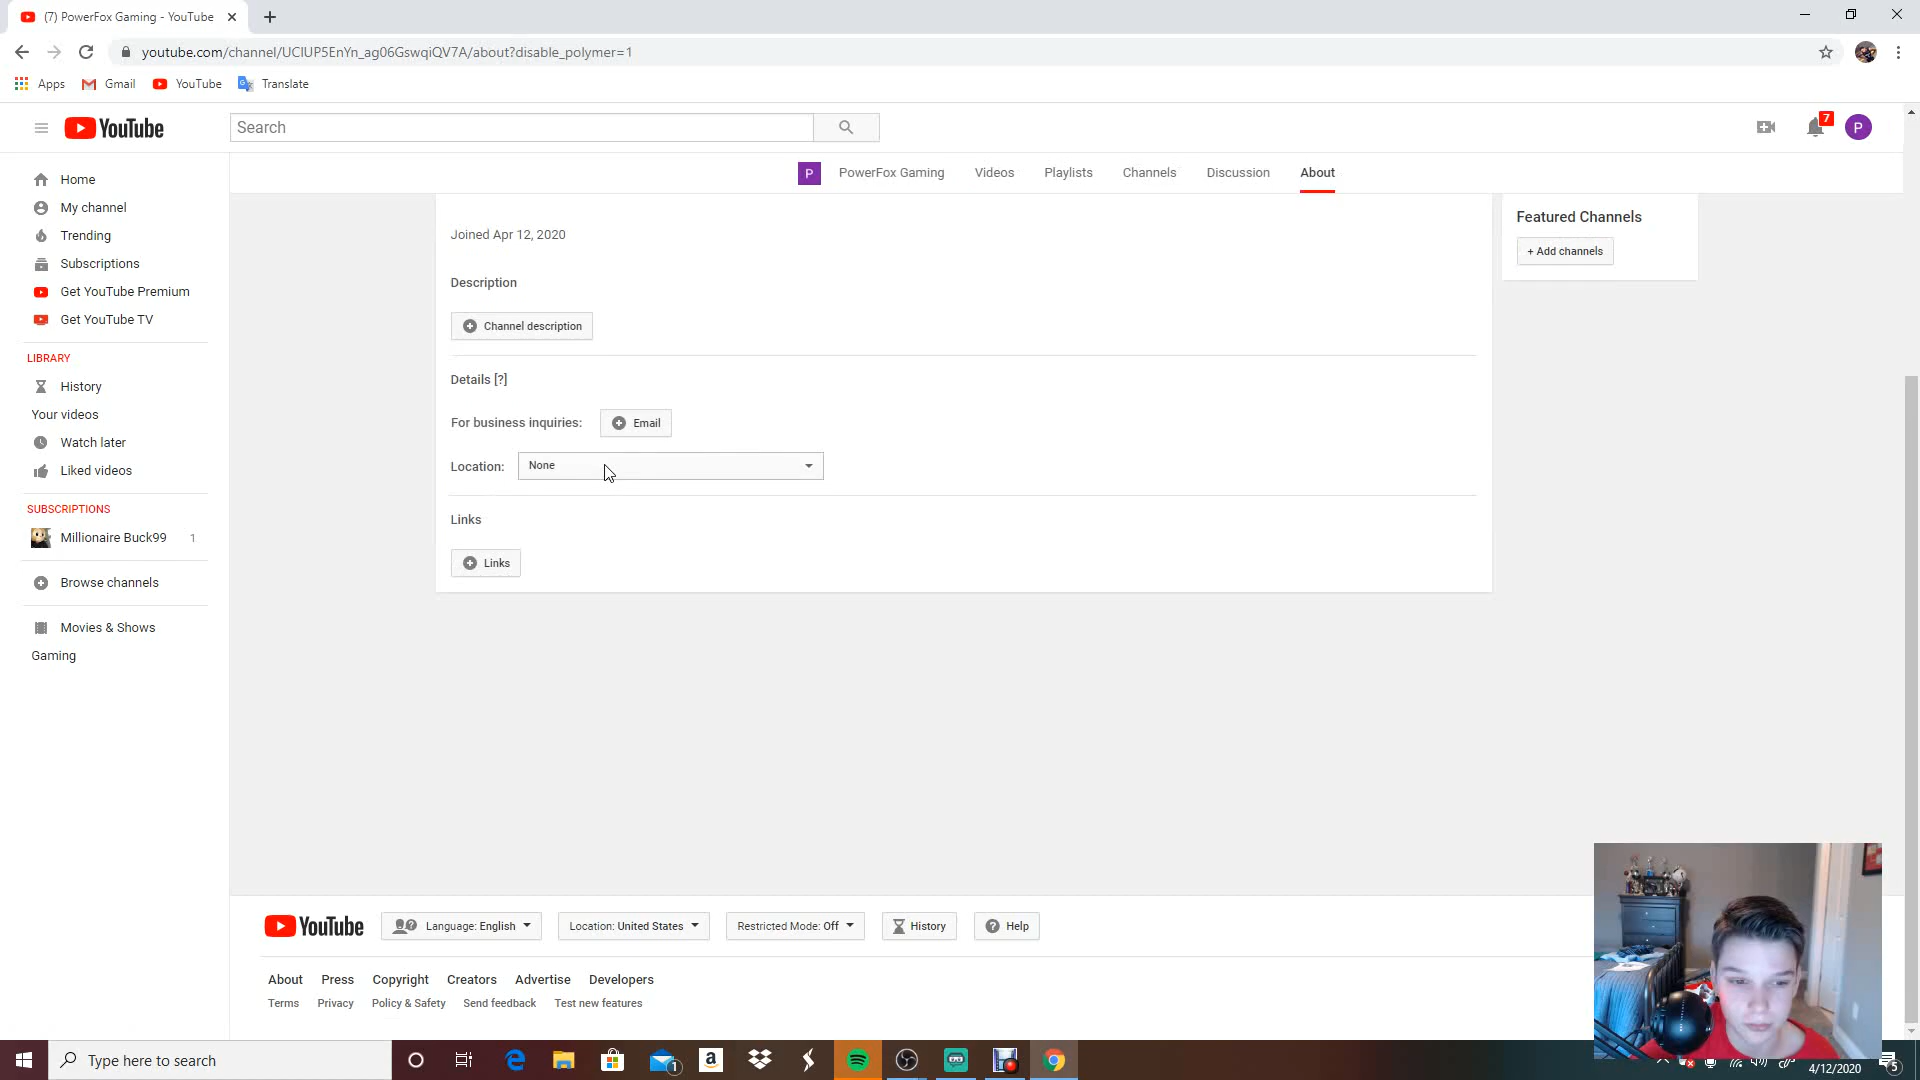 (7) PowerFox Gaming - YouTube
youtube.com/channel/UCIUP5EnYn_ag06GswqiQV7A/about?disable_polymer=1
Apps Gmail YouTube Translate
YouTube
Search
7
P
P PowerFox Gaming Videos Playlists Channels Discussion About
Home
My channel
Trending
Subscriptions
Get YouTube Premium
Get YouTube TV
LIBRARY
History
Your videos
Watch later
Liked videos
SUBSCRIPTIONS
Millionaire Buck99 1
Browse channels
Movies & Shows
Gaming
Joined Apr 12, 2020
Description
Channel description
Details [?]
For business inquiries: Email
Location: None
Links
Links
Featured Channels
+ Add channels
YouTube Language: English Location: United States Restricted Mode: Off History Help
About Press Copyright Creators Advertise Developers
Terms Privacy Policy & Safety Send feedback Test new features
Type here to search
1
a
4/12/2020
5